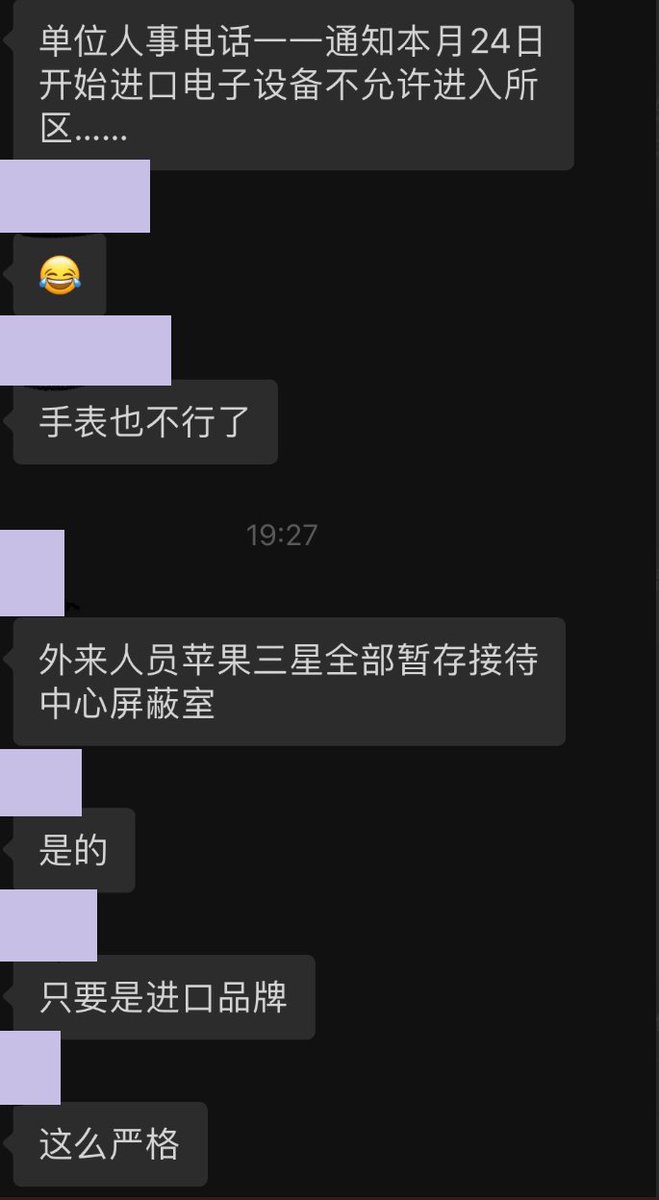 单位人事电话一一通知本月24日
开始进口电子设备不允许进入所
区……
😂
手表也不行了
19:27
外来人员苹果三星全部暂存接待
中心屏蔽室
是的
只要是进口品牌
这么严格